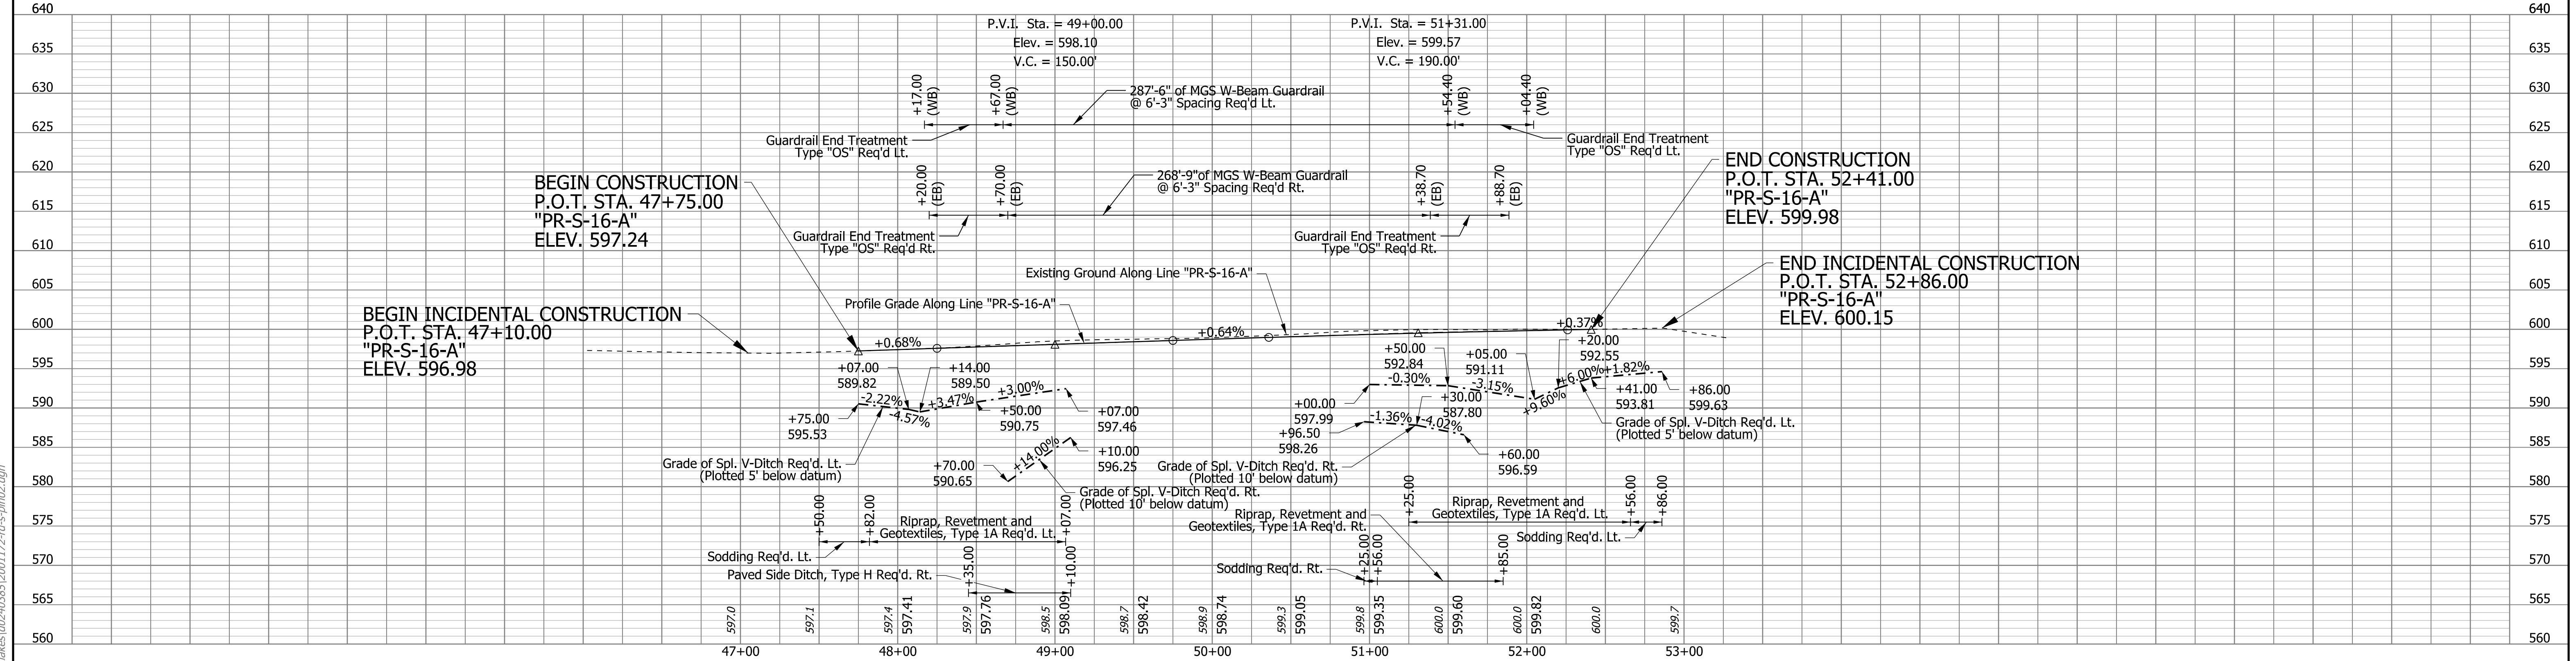 640
635
630
625
620
615
610
605
600
595
590
585
580
575
570
565
560
P.V.I. Sta. = 49+00.00
Elev. = 598.10
V.C. = 150.00'
P.V.I. Sta. = 51+31.00
Elev. = 599.57
V.C. = 190.00'
+17.00
(WB)
+67.00
(WB)
287'-6" of MGS W-Beam Guardrail
@ 6'-3" Spacing Req'd Lt.
+54.40
(WB)
+04.40
(WB)
Guardrail End Treatment
Type "OS" Req'd Lt.
Guardrail End Treatment
Type "OS" Req'd Lt.
+20.00
(EB)
+70.00
(EB)
268'-9"of MGS W-Beam Guardrail
@ 6'-3" Spacing Req'd Rt.
+38.70
(EB)
+88.70
(EB)
Guardrail End Treatment
Type "OS" Req'd Rt.
Guardrail End Treatment
Type "OS" Req'd Rt.
BEGIN CONSTRUCTION
P.O.T. STA. 47+75.00
"PR-S-16-A"
ELEV. 597.24
END CONSTRUCTION
P.O.T. STA. 52+41.00
"PR-S-16-A"
ELEV. 599.98
BEGIN INCIDENTAL CONSTRUCTION
P.O.T. STA. 47+10.00
"PR-S-16-A"
ELEV. 596.98
END INCIDENTAL CONSTRUCTION
P.O.T. STA. 52+86.00
"PR-S-16-A"
ELEV. 600.15
Existing Ground Along Line "PR-S-16-A"
Profile Grade Along Line "PR-S-16-A"
+0.68%
+0.64%
+0.37%
+07.00
589.82
+14.00
589.50
-2.22%
-4.57%
+3.47%
+3.00%
+75.00
595.53
+50.00
590.75
+07.00
597.46
Grade of Spl. V-Ditch Req'd. Lt.
(Plotted 5' below datum)
+70.00
590.65
+14.00%
+10.00
596.25
Grade of Spl. V-Ditch Req'd. Rt.
(Plotted 10' below datum)
+50.00
592.84
+05.00
591.11
+20.00
592.55
-0.30%
-3.15%
+9.60%
+6.00%
+1.82%
+00.00
597.99
+30.00
587.80
+41.00
593.81
+86.00
599.63
-1.36%
-4.02%
+96.50
598.26
+60.00
596.59
Grade of Spl. V-Ditch Req'd. Lt.
(Plotted 5' below datum)
Grade of Spl. V-Ditch Req'd. Rt.
(Plotted 10' below datum)
+50.00
+82.00
Riprap, Revetment and
Geotextiles, Type 1A Req'd. Lt.
+07.00
Sodding Req'd. Lt.
Paved Side Ditch, Type H Req'd. Rt.
+35.00
+10.00
+25.00
Riprap, Revetment and
Geotextiles, Type 1A Req'd. Lt.
+56.00
+86.00
Sodding Req'd. Lt.
Riprap, Revetment and
Geotextiles, Type 1A Req'd. Rt.
Sodding Req'd. Rt.
+25.00
+56.00
+85.00
597.0
597.1
597.4
597.41
597.9
597.76
598.5
598.09
598.7
598.42
598.9
598.74
599.3
599.05
599.8
599.35
600.0
599.60
600.0
599.82
600.0
599.7
47+00
48+00
49+00
50+00
51+00
52+00
53+00
640
635
630
625
620
615
610
605
600
595
590
585
580
575
570
565
560